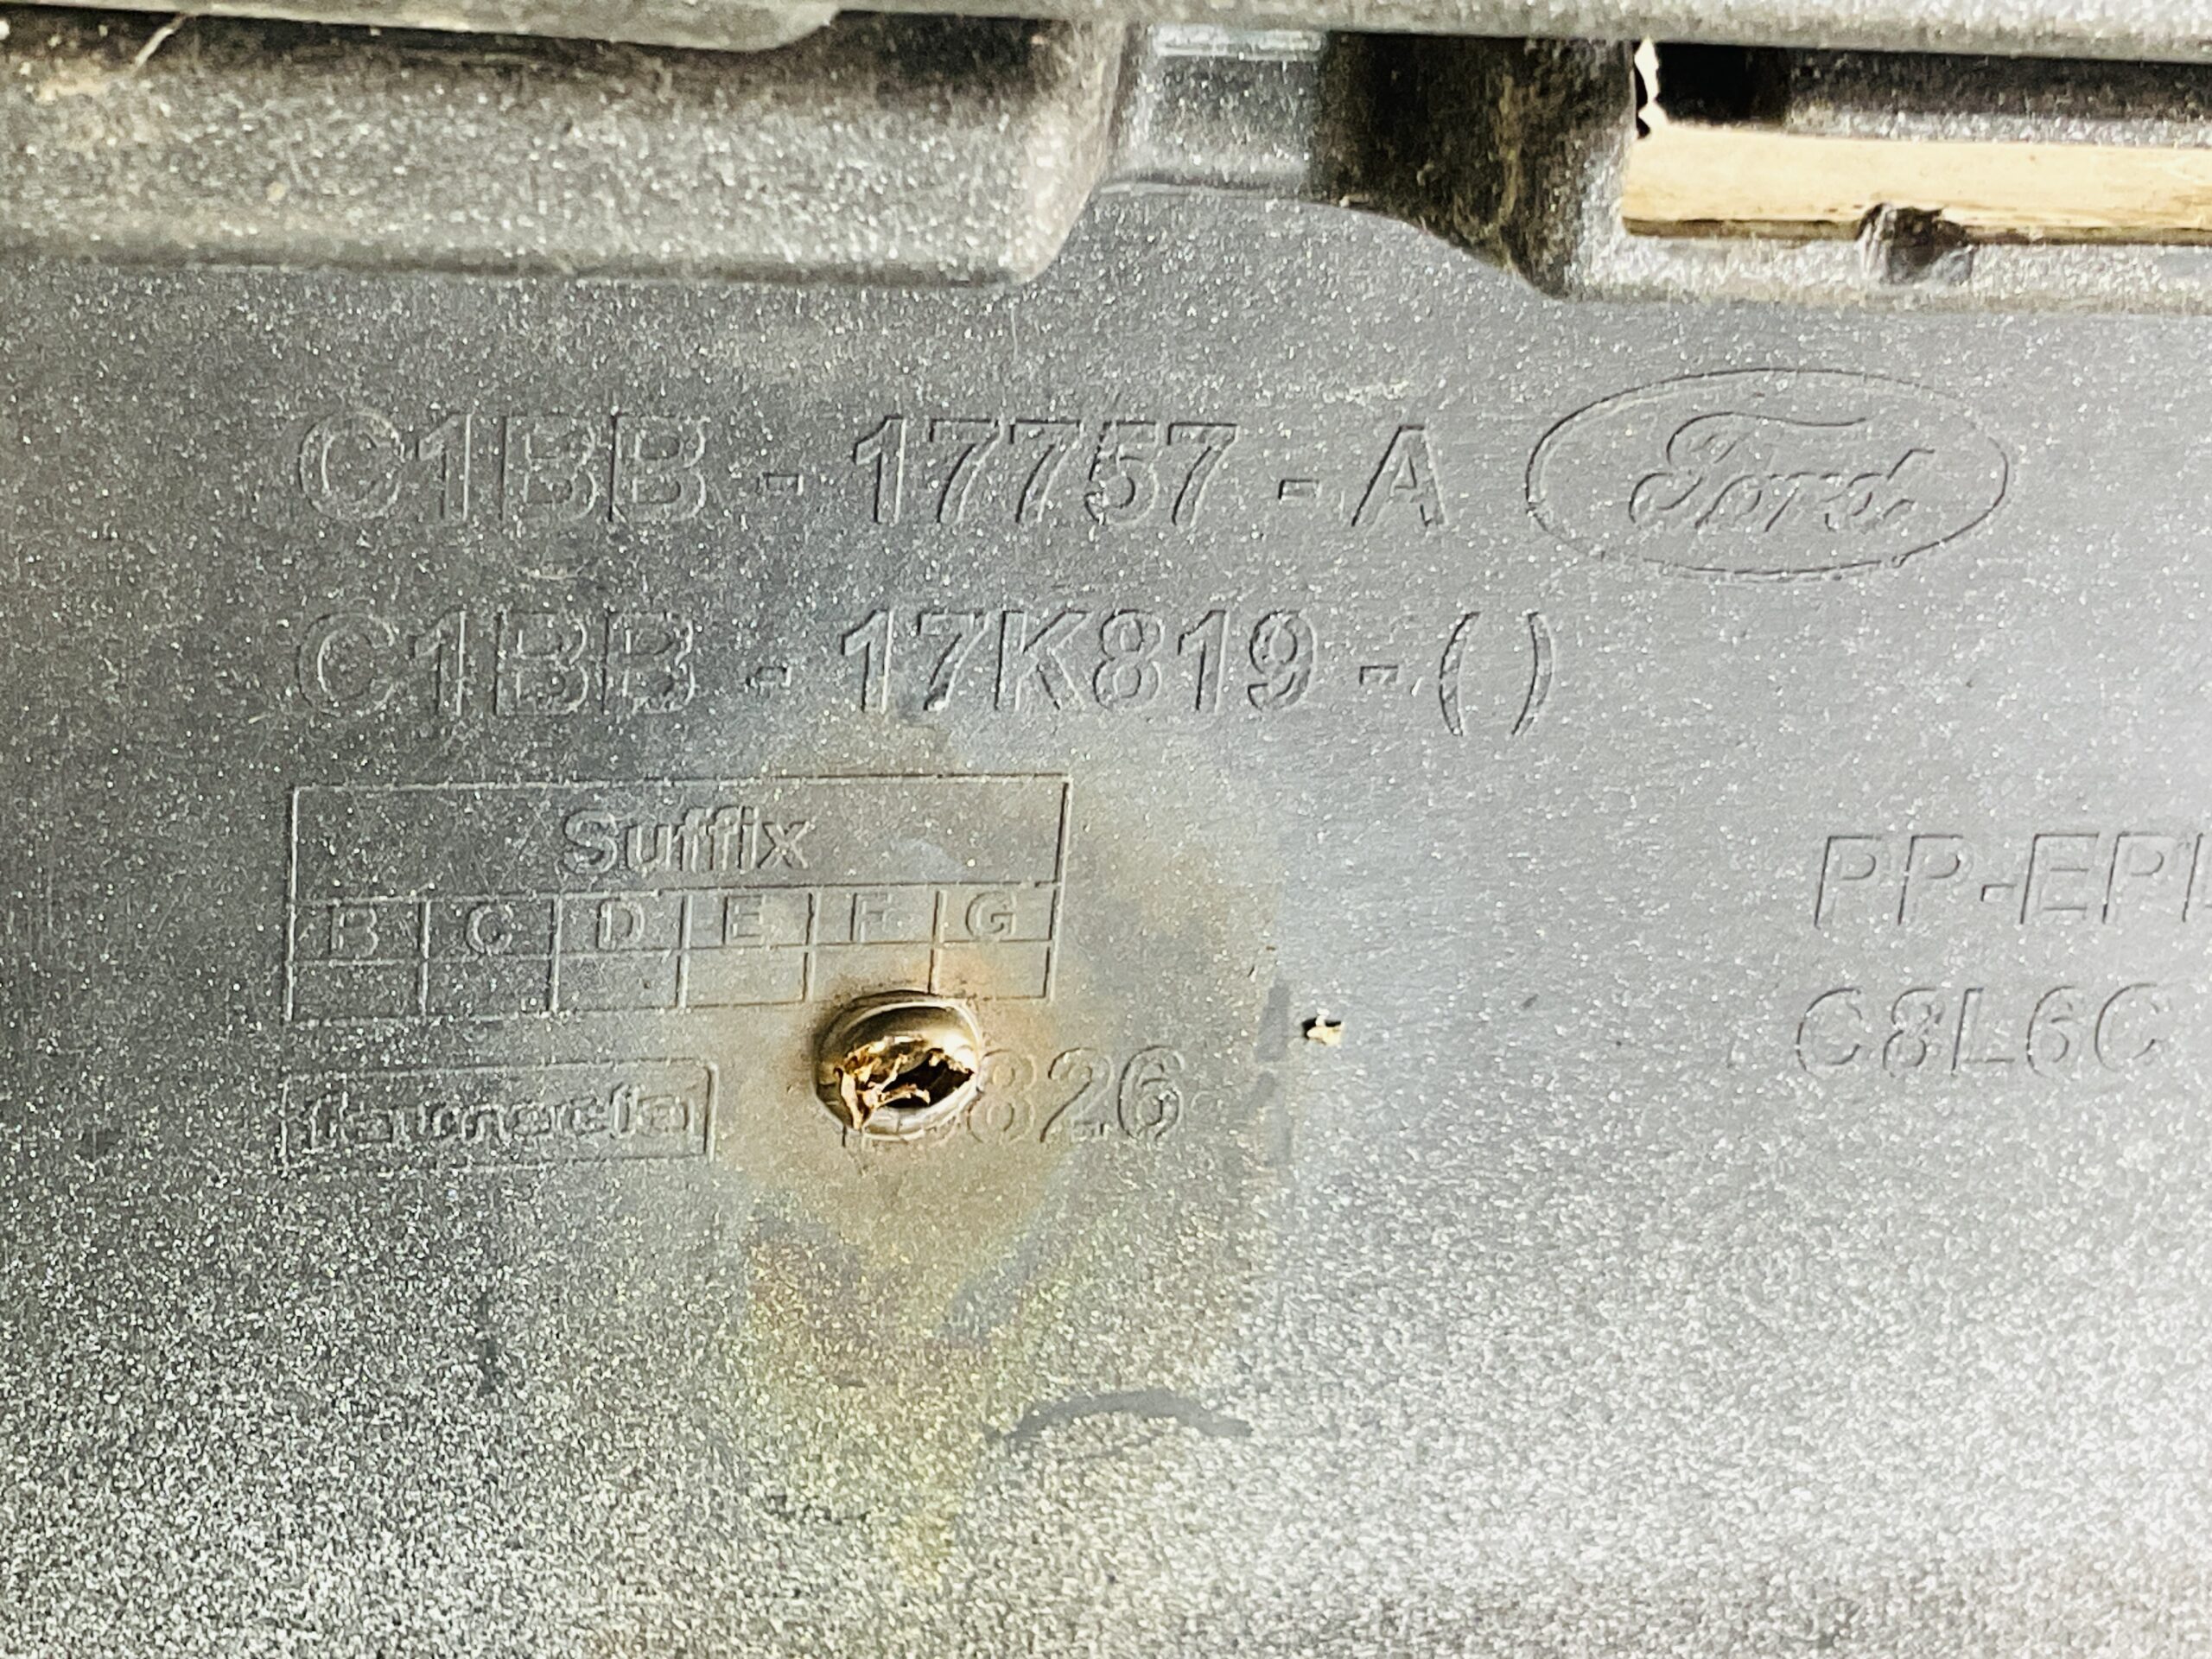 C1BB - 17757 - A Ford
C1BB - 17K819 - ( )
Suffix
B C D E F G
PP-EP
C8L6C
faurecia 826